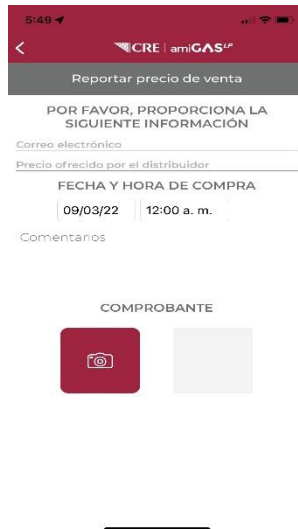 5:49
CRE amiGAS LP
Reportar precio de venta
POR FAVOR, PROPORCIONA LA
SIGUIENTE INFORMACIÓN
Correo electrónico
Precio ofrecido por el distribuidor
FECHA Y HORA DE COMPRA
09/03/22 12:00 a. m.
Comentarios
COMPROBANTE